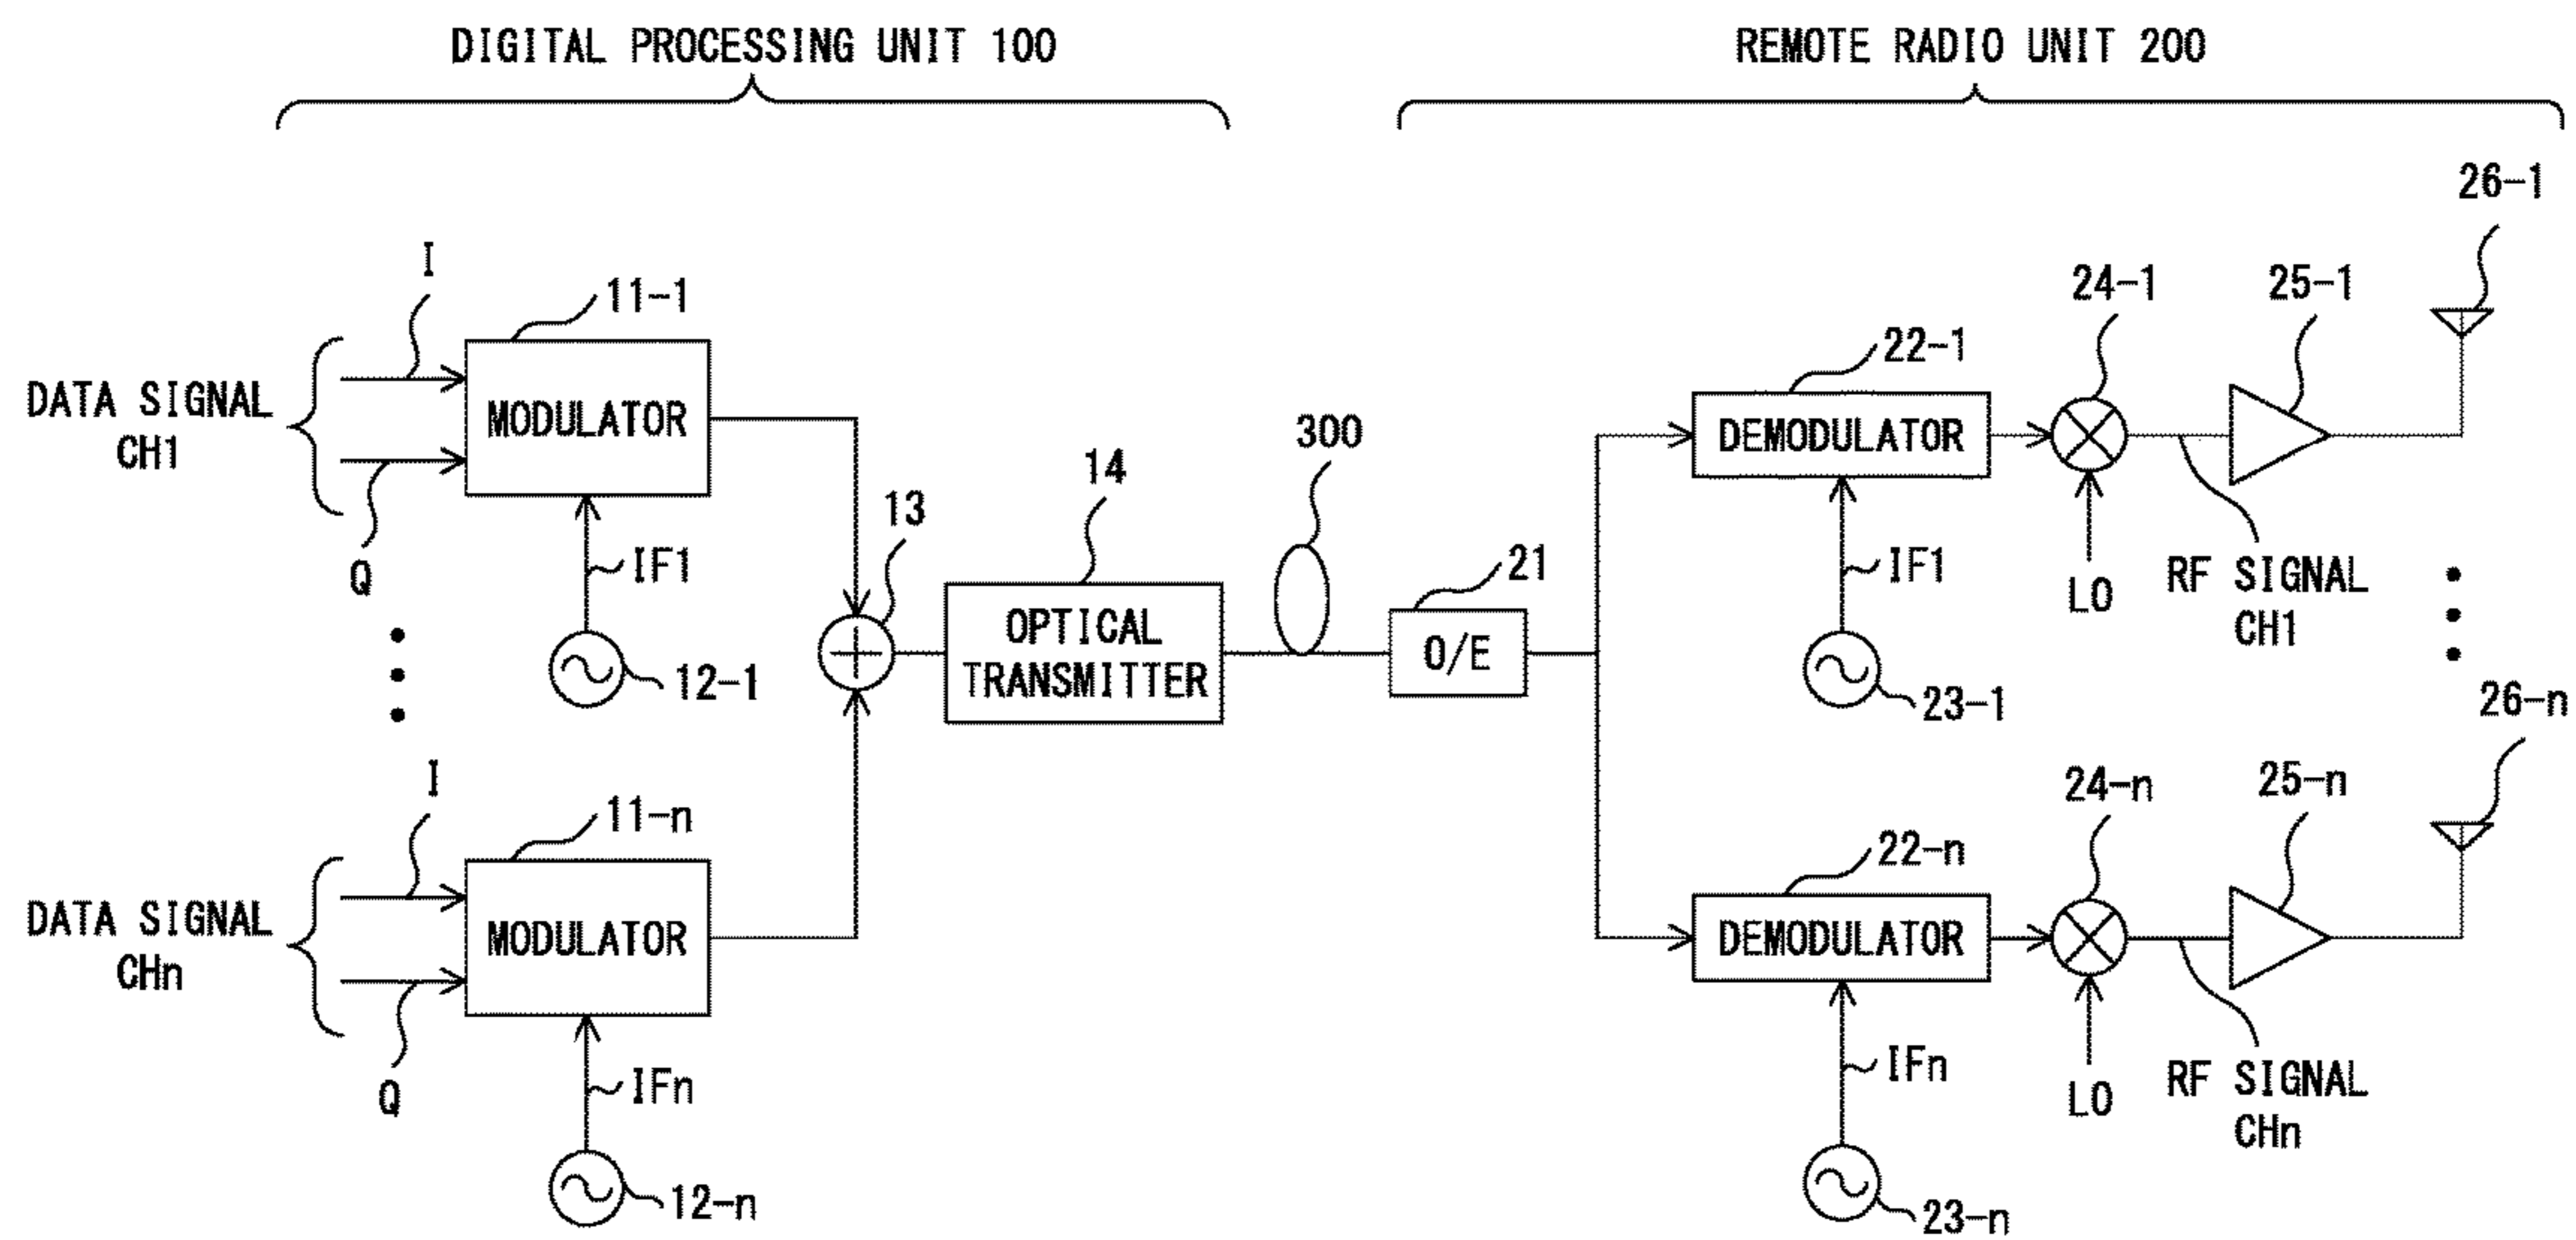 DIGITAL PROCESSING UNIT 100
REMOTE RADIO UNIT 200
26-1
I
11-1
24-1
25-1
22-1
DATA SIGNAL
CH1
MODULATOR
DEMODULATOR
300
14
13
Q
IF1
21
IF1
LO
RF SIGNAL
CH1
OPTICAL
TRANSMITTER
O/E
12-1
23-1
26-n
I
11-n
24-n
25-n
22-n
DATA SIGNAL
CHn
MODULATOR
DEMODULATOR
Q
IFn
IFn
LO
RF SIGNAL
CHn
12-n
23-n